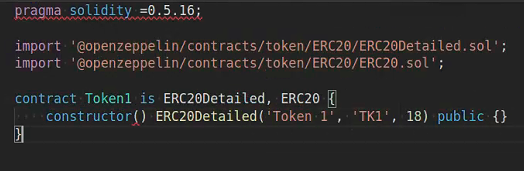 pragma solidity =0.5.16;
import '@openzeppelin/contracts/token/ERC20/ERC20Detailed.sol';
import '@openzeppelin/contracts/token/ERC20/ERC20.sol';
contract Token1 is ERC20Detailed, ERC20 {
    constructor() ERC20Detailed('Token 1', 'TK1', 18) public {}
}